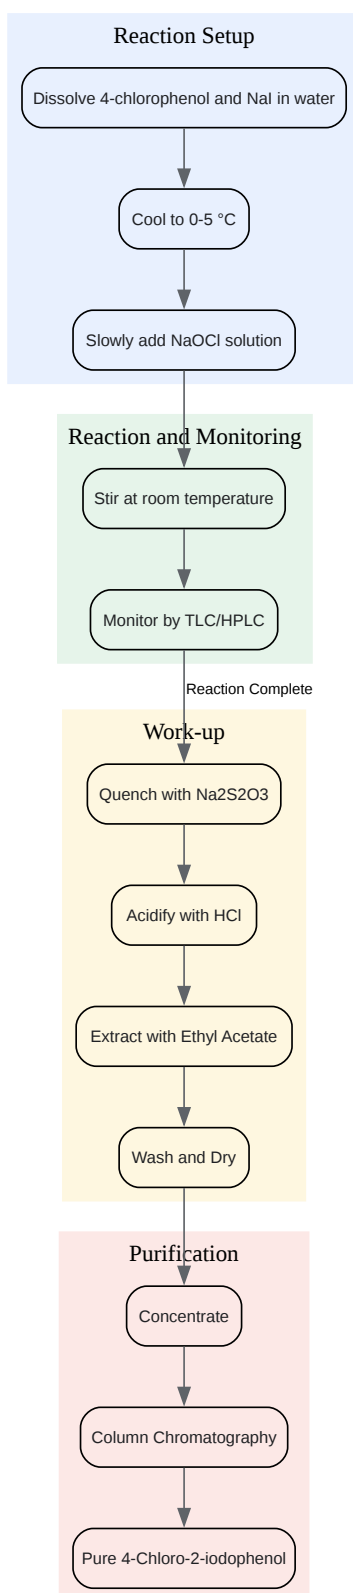 Reaction Setup
Dissolve 4-chlorophenol and NaI in water
Cool to 0-5 °C
Slowly add NaOCl solution
Reaction and Monitoring
Stir at room temperature
Monitor by TLC/HPLC
Reaction Complete
Work-up
Quench with Na2S2O3
Acidify with HCl
Extract with Ethyl Acetate
Wash and Dry
Purification
Concentrate
Column Chromatography
Pure 4-Chloro-2-iodophenol